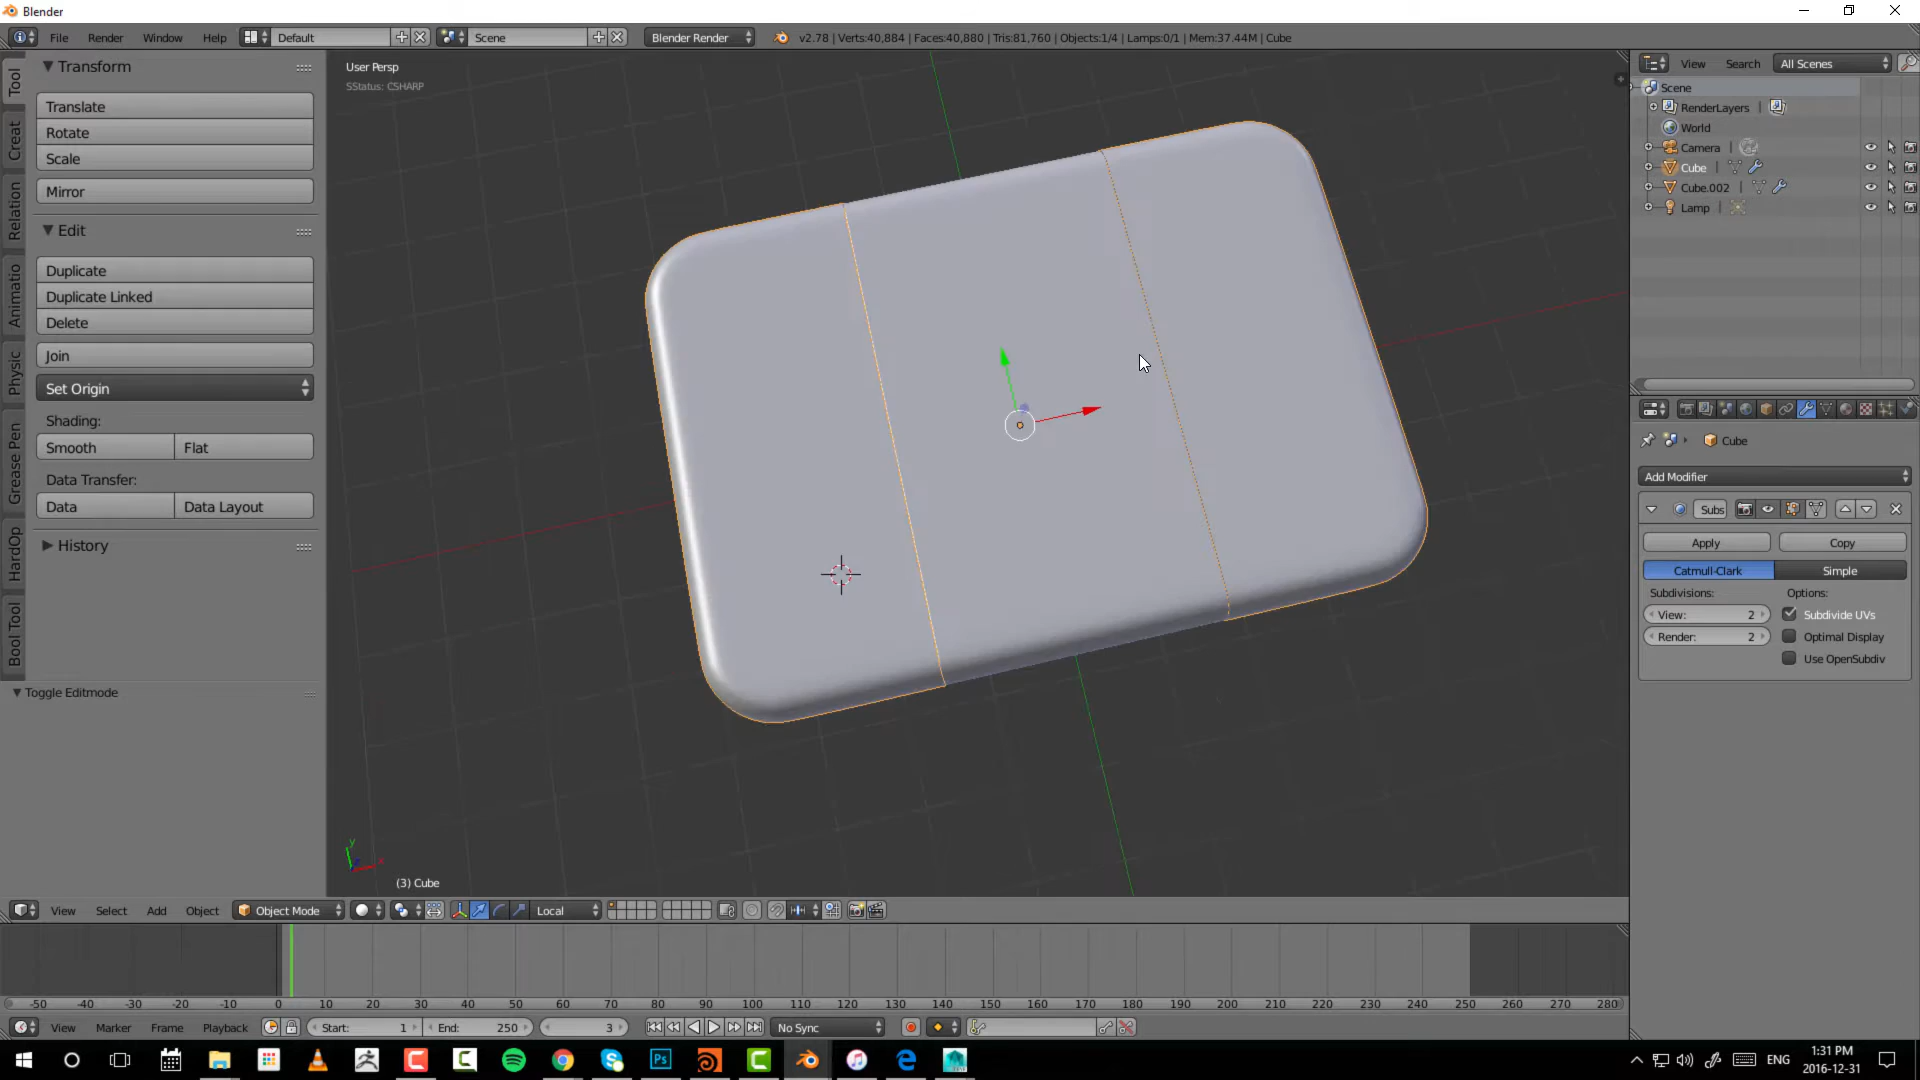 Blender
File Render Window Help Default Scene Blender Render v2.78 | Verts:40,884 | Faces:40,880 | Tris:81,760 | Objects:1/4 | Lamps:0/1 | Mem:37.44M | Cube
Tool
Creat
Relation
Animatio
Physic
Grease Pen
HardOp
Bool Tool
Transform
Translate
Rotate
Scale
Mirror
Edit
Duplicate
Duplicate Linked
Delete
Join
Set Origin
Shading:
Smooth Flat
Data Transfer:
Data Data Layout
History
Toggle Editmode
User Persp
SStatus: CSHARP
y
x
(3) Cube
View Search All Scenes
Scene
RenderLayers
World
Camera
Cube
Cube.002
Lamp
Cube
Add Modifier
Subs
Apply Copy
Catmull-Clark Simple
Subdivisions: Options:
View: 2 Subdivide UVs
Render: 2 Optimal Display
Use OpenSubdiv
View Select Add Object Object Mode Local
-50 -40 -30 -20 -10 0 10 20 30 40 50 60 70 80 90 100 110 120 130 140 150 160 170 180 190 200 210 220 230 240 250 260 270 280
View Marker Frame Playback Start: 1 End: 250 3 No Sync
Ps
ENG
1:31 PM
2016-12-31